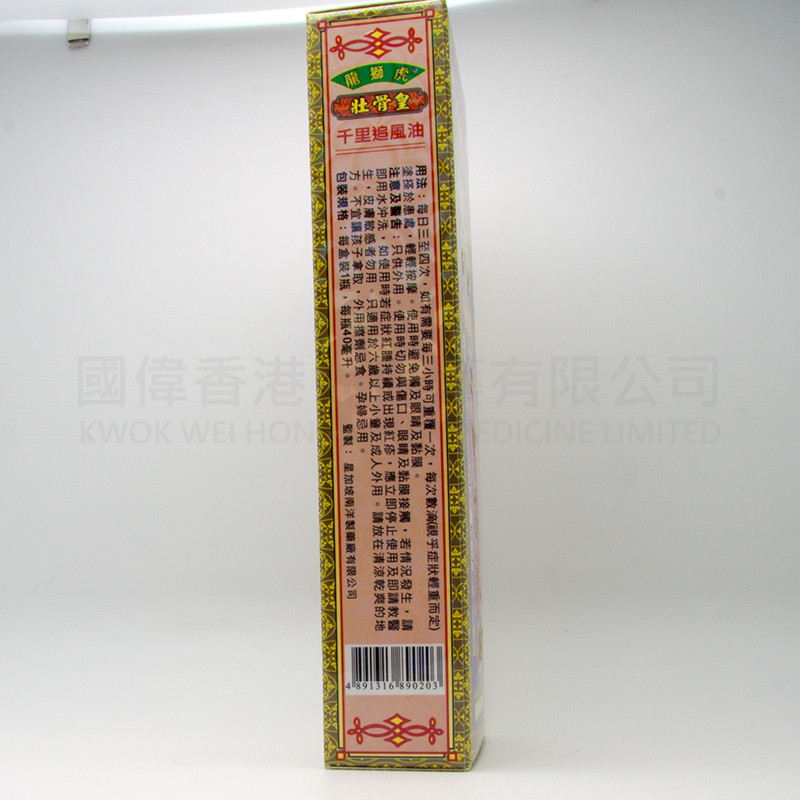 龍獅虎
壯骨皇
千里追風油
用法：每日三至四次，如有需要每三小時可重覆一次，每次數滴(視乎症狀輕重而定)
塗搽於患處，輕輕按摩。使用時避免觸及眼睛及黏膜。
注意及警告：只供外用。使用時切勿與傷口、眼睛及黏膜接觸，若情況發生，請
即用水沖洗，如使用時若症狀紅腫持續或出現紅疹，應立即停止使用及即請教醫
生，皮膚敏感者勿用。只適用於六歲以上小童及成人外用。請放在清涼乾爽的地
方。不宜讓孩子拿取，外用擦劑忌食。孕婦忌用。
包裝規格：每盒裝1瓶，每瓶40毫升。 監製：星加坡南洋製藥廠有限公司
4 891316 890203
國偉香港 有限公司
KWOK WEI HON MEDICINE LIMITED